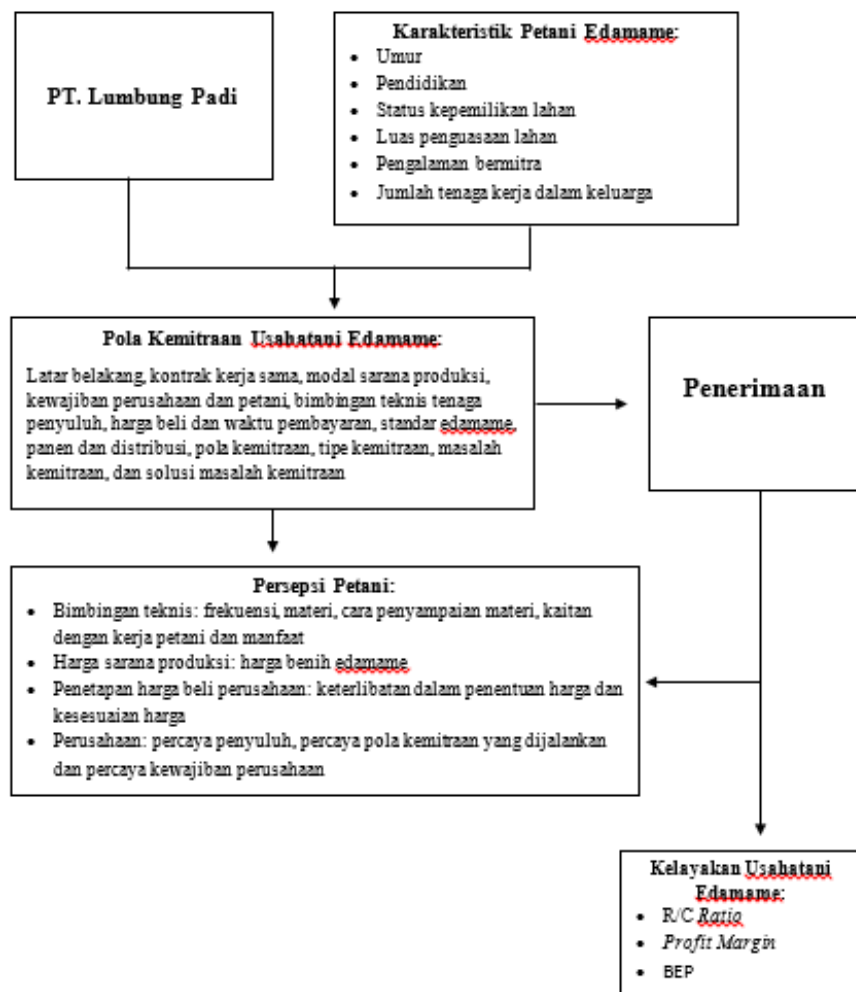 PT. Lumbung Padi
Karakteristik Petani Edamame:
• Umur
• Pendidikan
• Status kepemilikan lahan
• Luas penguasaan lahan
• Pengalaman bermitra
• Jumlah tenaga kerja dalam keluarga
Pola Kemitraan Usahatani Edamame:
Latar belakang, kontrak kerja sama, modal sarana produksi,
kewajiban perusahaan dan petani, bimbingan teknis tenaga
penyuluh, harga beli dan waktu pembayaran, standar edamame,
panen dan distribusi, pola kemitraan, tipe kemitraan, masalah
kemitraan, dan solusi masalah kemitraan
Penerimaan
Persepsi Petani:
• Bimbingan teknis: frekuensi, materi, cara penyampaian materi, kaitan
dengan kerja petani dan manfaat
• Harga sarana produksi: harga benih edamame
• Penetapan harga beli perusahaan: keterlibatan dalam penentuan harga dan
kesesuaian harga
• Perusahaan: percaya penyuluh, percaya pola kemitraan yang dijalankan
dan percaya kewajiban perusahaan
Kelayakan Usahatani
Edamame:
• R/C Ratio
• Profit Margin
• BEP